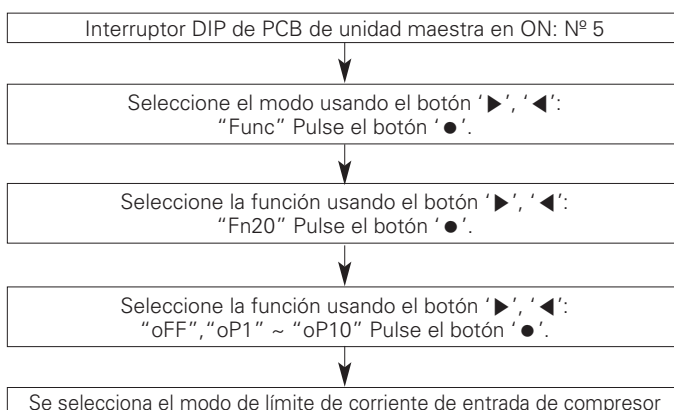 Interruptor DIP de PCB de unidad maestra en ON: Nº 5
Seleccione el modo usando el botón ‘▶’, ‘◀’:
“Func” Pulse el botón ‘●’.
Seleccione la función usando el botón ‘▶’, ‘◀’:
“Fn20” Pulse el botón ‘●’.
Seleccione la función usando el botón ‘▶’, ‘◀’:
“oFF”,“oP1” ~ “oP10” Pulse el botón ‘●’.
Se selecciona el modo de límite de corriente de entrada de compresor